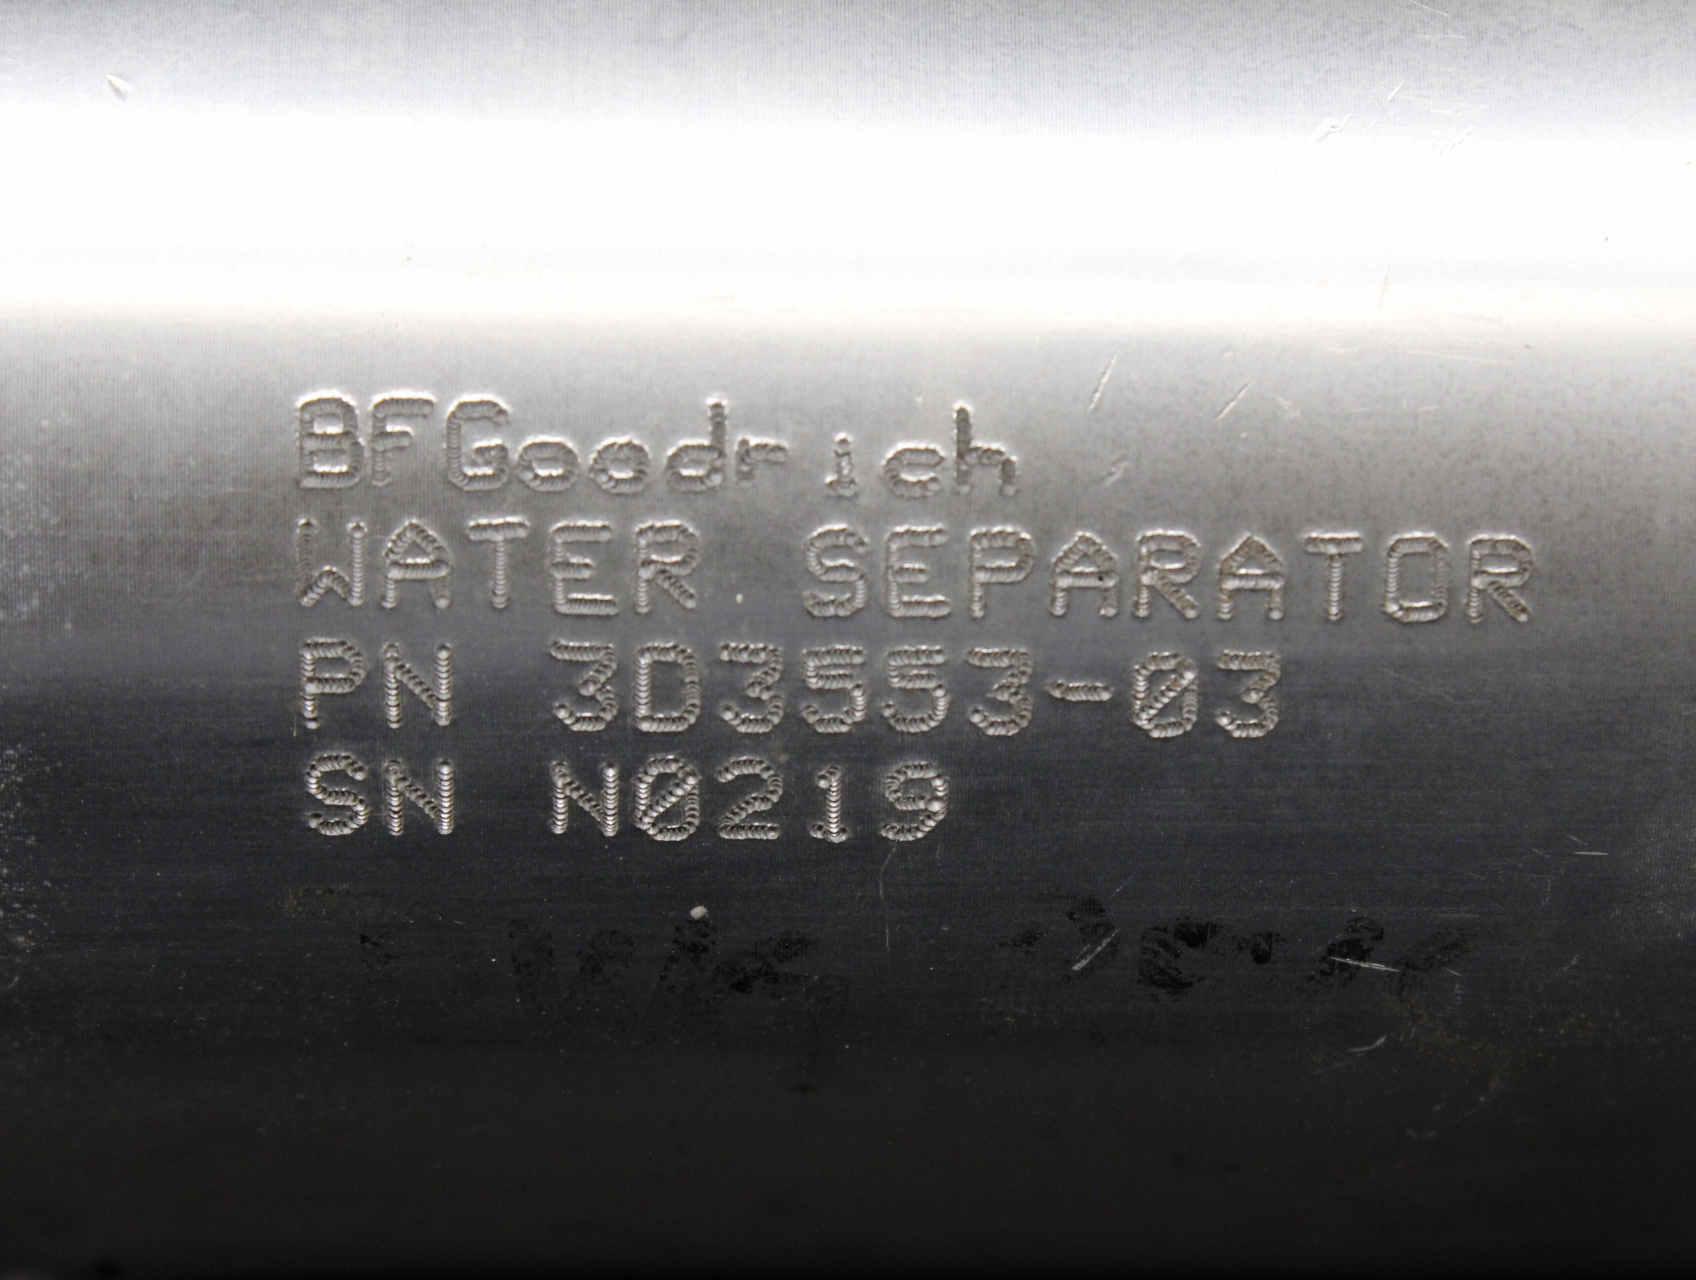 BFGoodrich
WATER SEPARATOR
PN 3D3553-03
SN N0219